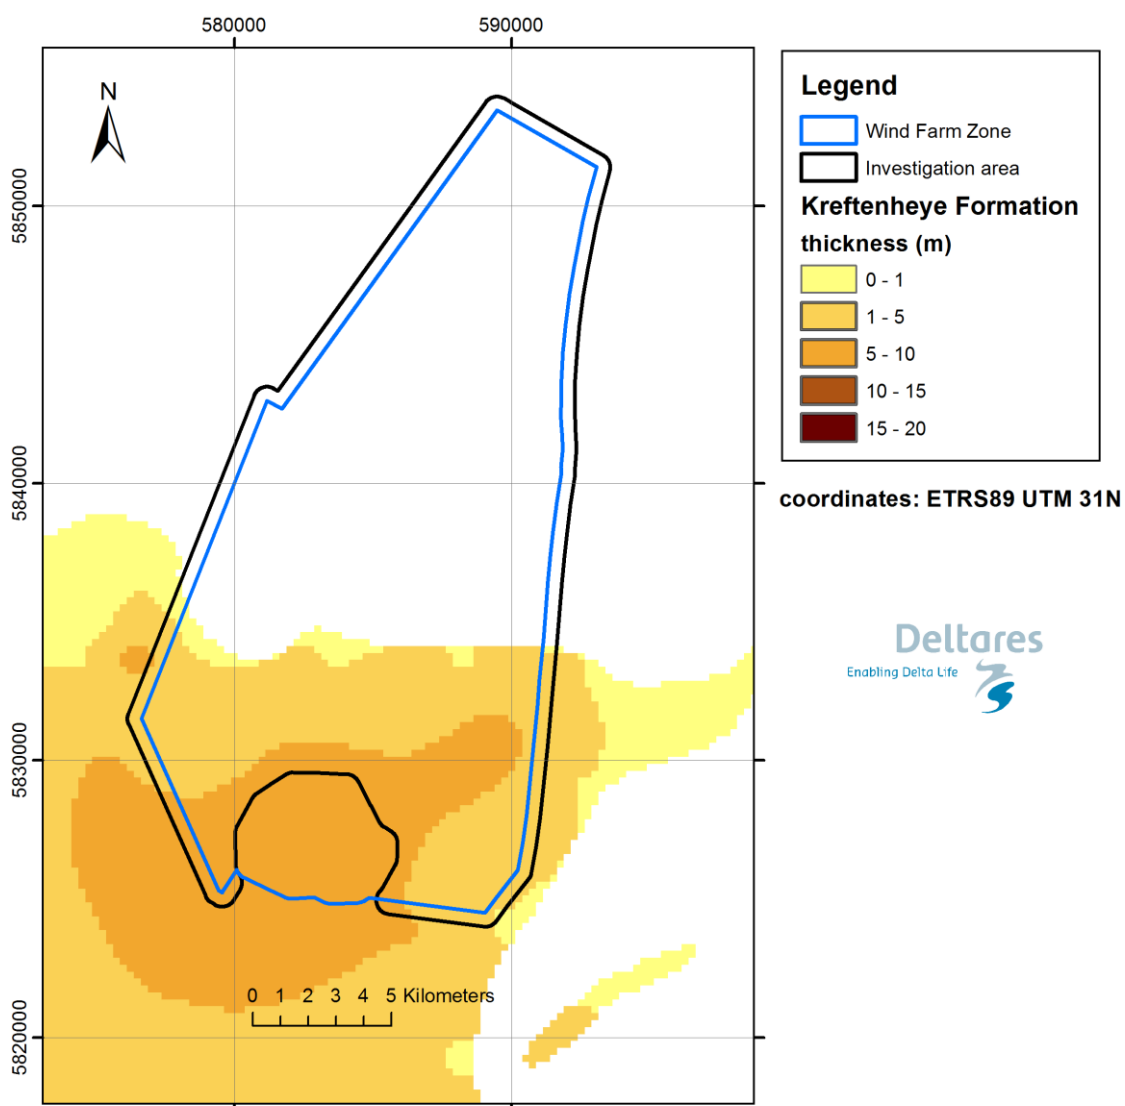 580000
590000
N
5850000
5840000
5830000
5820000
0 1 2 3 4 5 Kilometers
Legend
Wind Farm Zone
Investigation area
Kreftenheye Formation
thickness (m)
0 - 1
1 - 5
5 - 10
10 - 15
15 - 20
coordinates: ETRS89 UTM 31N
Deltares
Enabling Delta Life